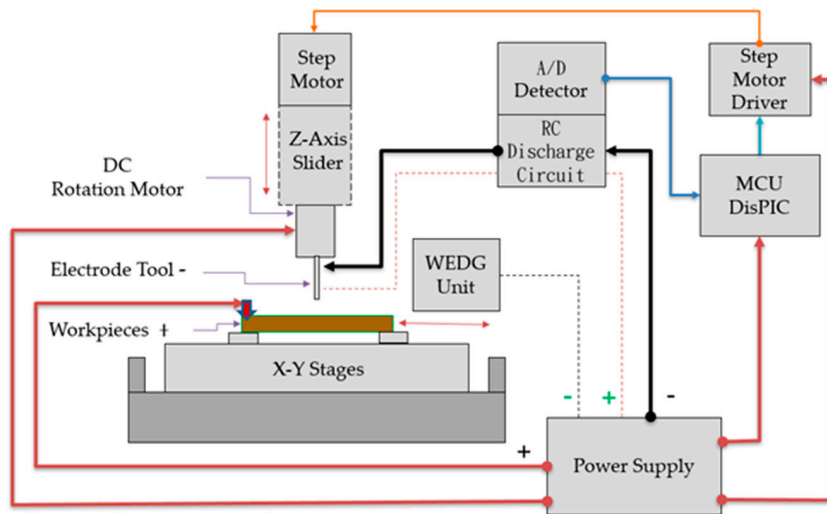 Step
Motor
A/D
Detector
Step
Motor
Driver
Z-Axis
Slider
RC
Discharge
Circuit
DC
Rotation Motor
MCU
DisPIC
Electrode Tool -
WEDG
Unit
Workpieces +
X-Y Stages
- + -
+
Power Supply